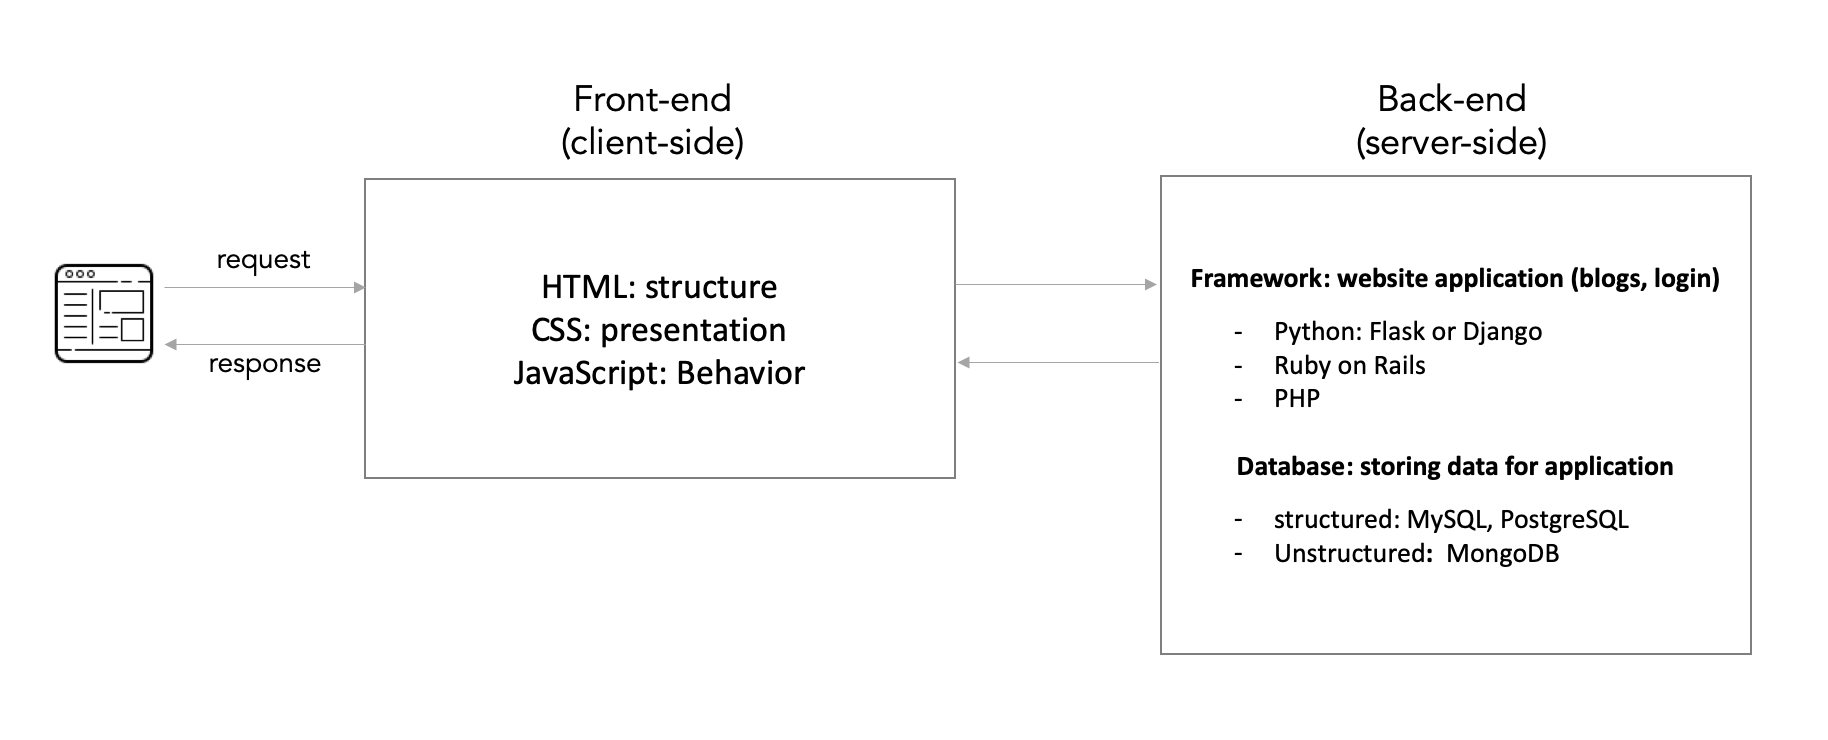 Front-end
(client-side)
Back-end
(server-side)
request
response
HTML: structure
CSS: presentation
JavaScript: Behavior
Framework: website application (blogs, login)
- Python: Flask or Django
- Ruby on Rails
- PHP
Database: storing data for application
- structured: MySQL, PostgreSQL
- Unstructured: MongoDB